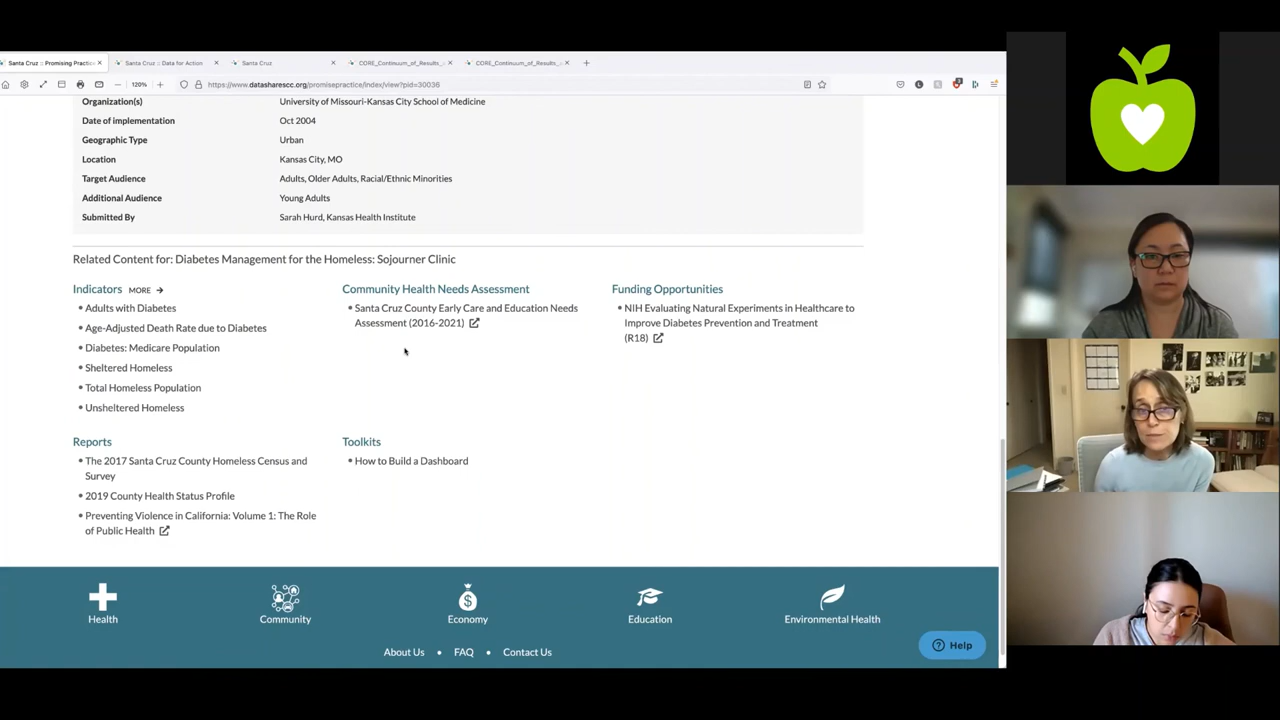 Santa Cruz :: Promising Practic
Santa Cruz :: Data for Action
Santa Cruz
CORE_Continuum_of_Results_
CORE_Continuum_of_Results_
120%
https://www.datasharescc.org/promisepractice/index/view?pid=30036
Organization(s) University of Missouri-Kansas City School of Medicine
Date of implementation Oct 2004
Geographic Type Urban
Location Kansas City, MO
Target Audience Adults, Older Adults, Racial/Ethnic Minorities
Additional Audience Young Adults
Submitted By Sarah Hurd, Kansas Health Institute
Related Content for: Diabetes Management for the Homeless: Sojourner Clinic
Indicators MORE
• Adults with Diabetes
• Age-Adjusted Death Rate due to Diabetes
• Diabetes: Medicare Population
• Sheltered Homeless
• Total Homeless Population
• Unsheltered Homeless
Community Health Needs Assessment
• Santa Cruz County Early Care and Education Needs
Assessment (2016-2021)
Funding Opportunities
• NIH Evaluating Natural Experiments in Healthcare to
Improve Diabetes Prevention and Treatment
(R18)
Reports
• The 2017 Santa Cruz County Homeless Census and
Survey
• 2019 County Health Status Profile
• Preventing Violence in California: Volume 1: The Role
of Public Health
Toolkits
• How to Build a Dashboard
Health
Community
Economy
Education
Environmental Health
Help
About Us • FAQ • Contact Us